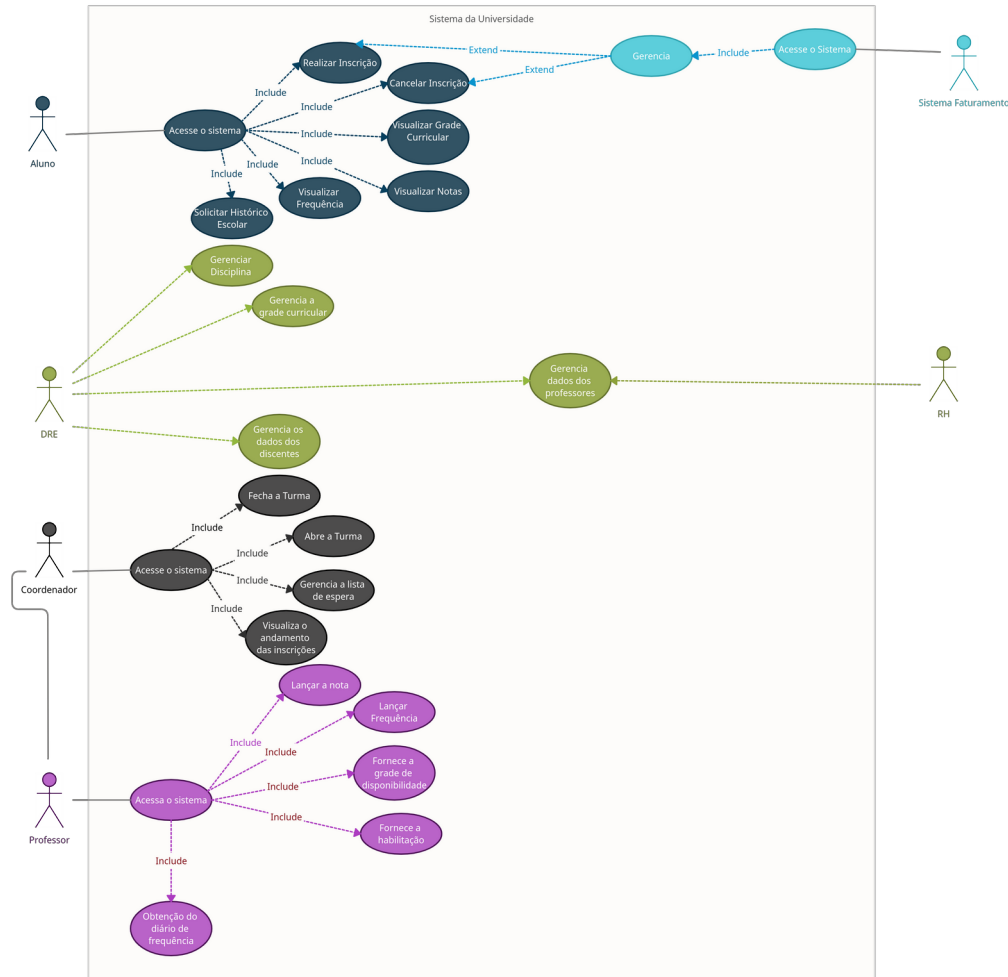 Sistema da Universidade
Realizar Inscrição
Extend
Gerencia
Include
Acesse o Sistema
Sistema Faturamento
Extend
Cancelar Inscrição
Include
Include
Aluno
Acesse o sistema
Include
Visualizar Grade
Curricular
Include
Include
Include
Visualizar
Frequência
Visualizar Notas
Solicitar Histórico
Escolar
Gerenciar
Disciplina
Gerencia a
grade curricular
Gerencia
dados dos
professores
DRE
RH
Gerencia os
dados dos
discentes
Fecha a Turma
Include
Abre a Turma
Include
Coordenador
Acesse o sistema
Include
Gerencia a lista
de espera
Include
Visualiza o
andamento
das inscrições
Lançar a nota
Lançar
Frequência
Include
Include
Fornece a
grade de
disponibilidade
Include
Professor
Acessa o sistema
Include
Fornece a
habilitação
Include
Obtenção do
diário de
frequência